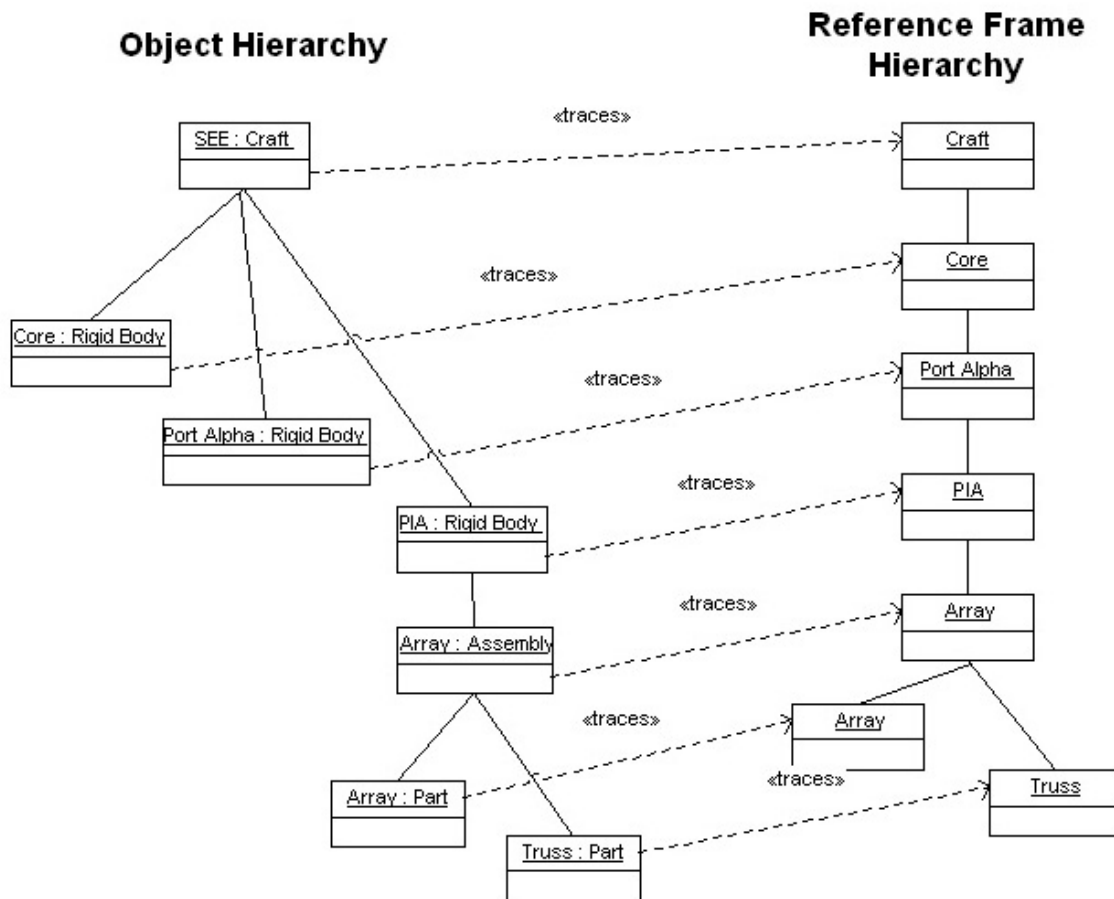 Object Hierarchy
Reference Frame
Hierarchy
«traces»
SEE : Craft
Craft
«traces»
Core
Core : Rigid Body
«traces»
Port Alpha
Port Alpha : Rigid Body
«traces»
PIA
PIA : Rigid Body
«traces»
Array
Array : Assembly
«traces»
Array
«traces»
Array : Part
Truss
Truss : Part